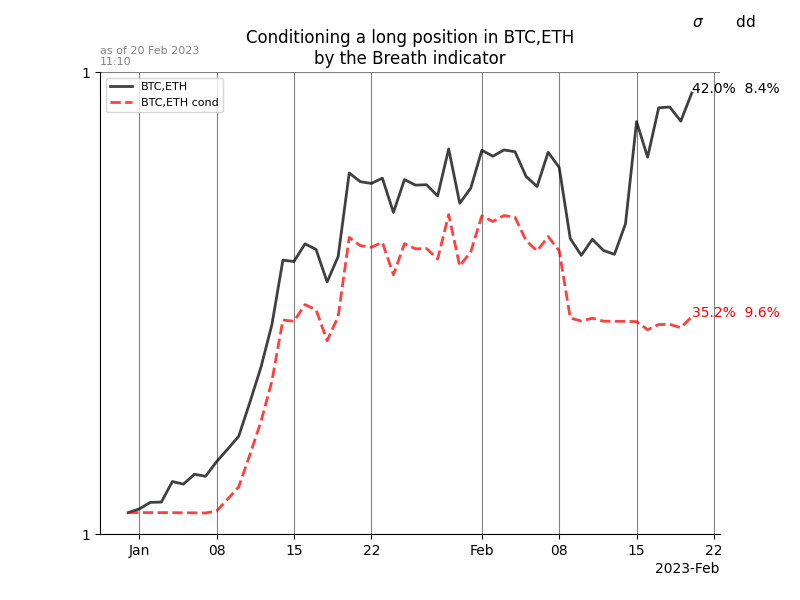 σ dd
Conditioning a long position in BTC,ETH
by the Breath indicator
as of 20 Feb 2023
11:10
1
BTC,ETH
BTC,ETH cond
42.0% 8.4%
35.2% 9.6%
1
Jan 08 15 22 Feb 08 15 22
2023-Feb